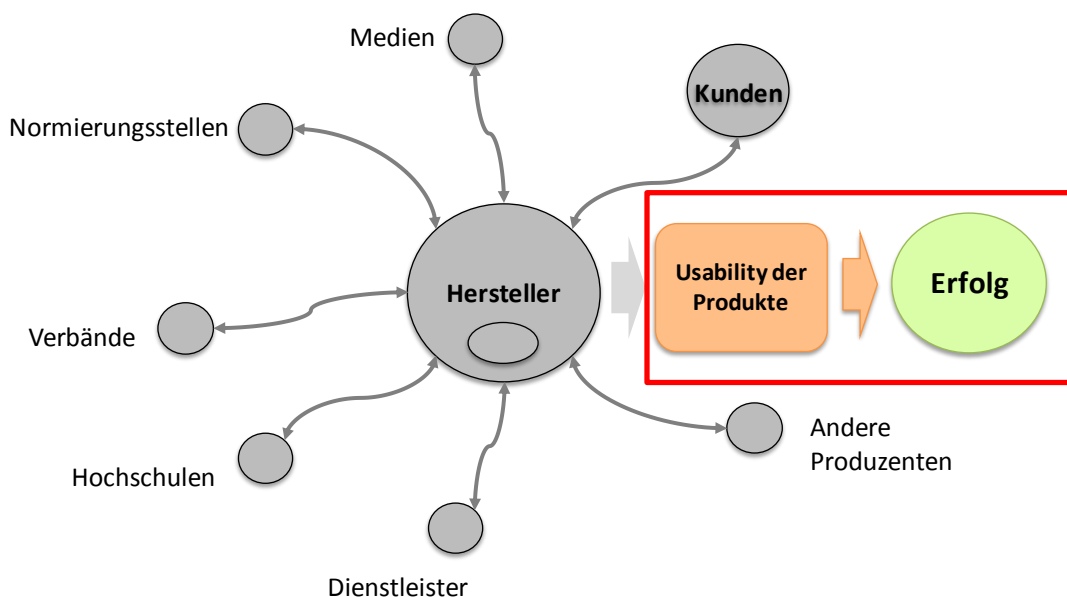 Medien
Kunden
Normierungsstellen
Usability der
Produkte
Erfolg
Hersteller
Verbände
Andere
Produzenten
Hochschulen
Dienstleister